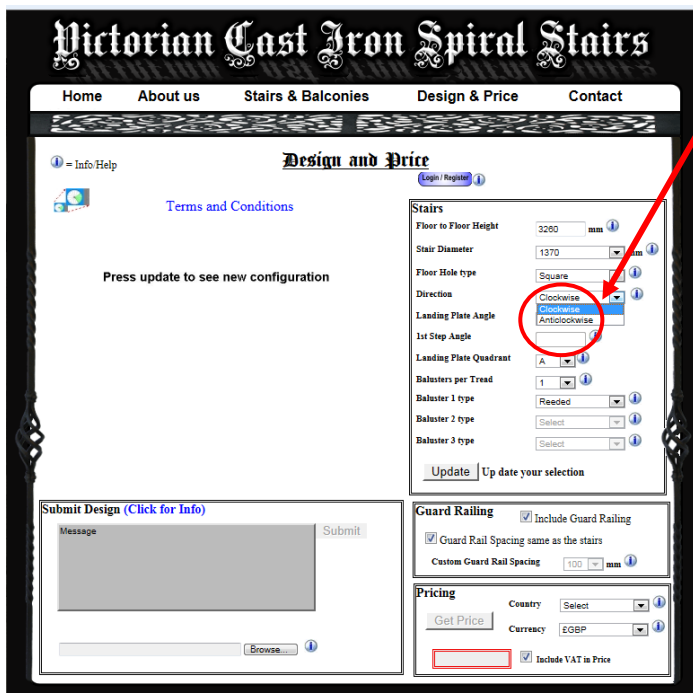 Victorian Cast Iron Spiral Stairs
Home About us Stairs & Balconies Design & Price Contact
i = Info/Help
Design and Price
Login / Register i
Terms and Conditions
Press update to see new configuration
Stairs
Floor to Floor Height 3260 mm i
Stair Diameter 1370 mm i
Floor Hole type Square i
Direction Clockwise i
Clockwise
Anticlockwise
Landing Plate Angle
1st Step Angle i
Landing Plate Quadrant A i
Balusters per Tread 1 i
Baluster 1 type Reeded i
Baluster 2 type Select i
Baluster 3 type Select i
Update Up date your selection
Submit Design (Click for Info)
Message
Submit
Browse... i
Guard Railing Include Guard Railing
Guard Rail Spacing same as the stairs
Custom Guard Rail Spacing 100 mm i
Pricing
Country Select i
Get Price
Currency £GBP i
Include VAT in Price